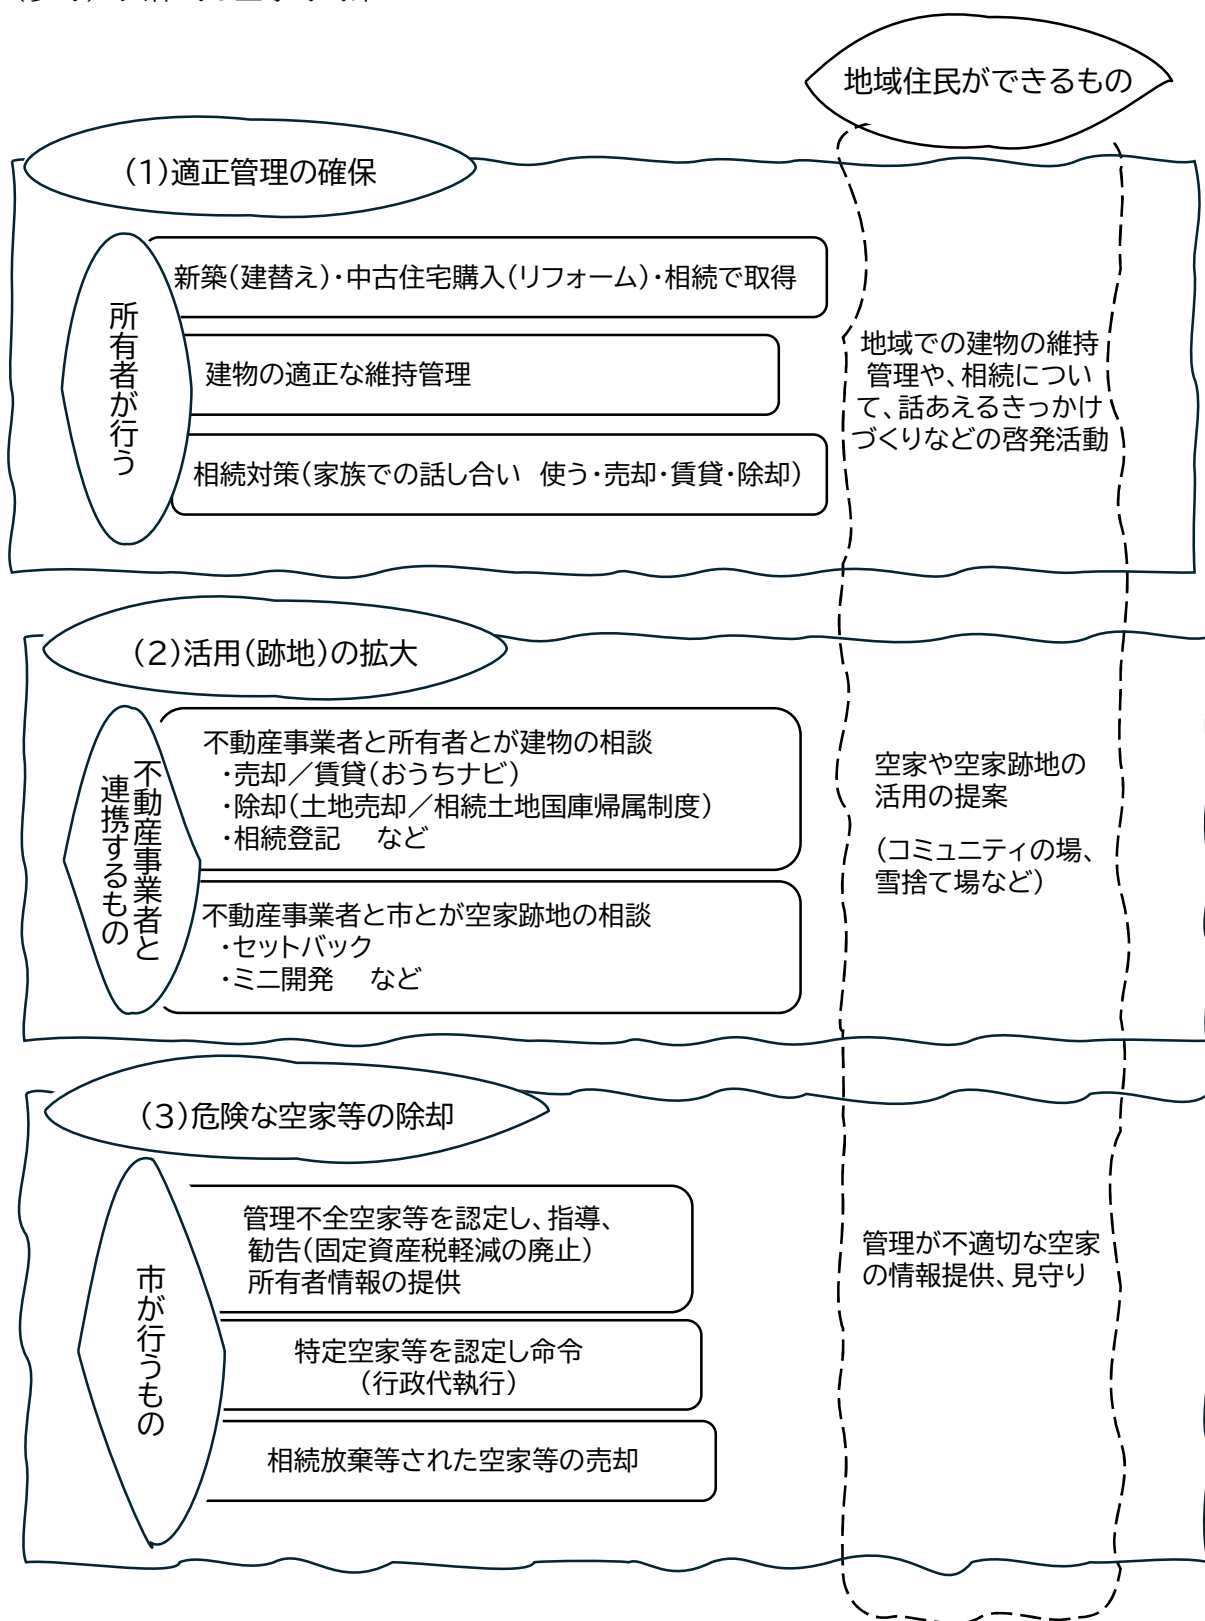 地域住民ができるもの
(1)適正管理の確保
所有者が行う
新築(建替え)・中古住宅購入(リフォーム)・相続で取得
建物の適正な維持管理
相続対策(家族での話し合い 使う・売却・賃貸・除却)
地域での建物の維持
管理や、相続につい
て、話あえるきっかけ
づくりなどの啓発活動
(2)活用(跡地)の拡大
不動産事業者と
連携するもの
不動産事業者と所有者とが建物の相談
・売却／賃貸(おうちナビ)
・除却(土地売却／相続土地国庫帰属制度)
・相続登記 など
不動産事業者と市とが空家跡地の相談
・セットバック
・ミニ開発 など
空家や空家跡地の
活用の提案
(コミュニティの場、
雪捨て場など)
(3)危険な空家等の除却
市が行うもの
管理不全空家等を認定し、指導、
勧告(固定資産税軽減の廃止)
所有者情報の提供
特定空家等を認定し命令
(行政代執行)
相続放棄等された空家等の売却
管理が不適切な空家
の情報提供、見守り